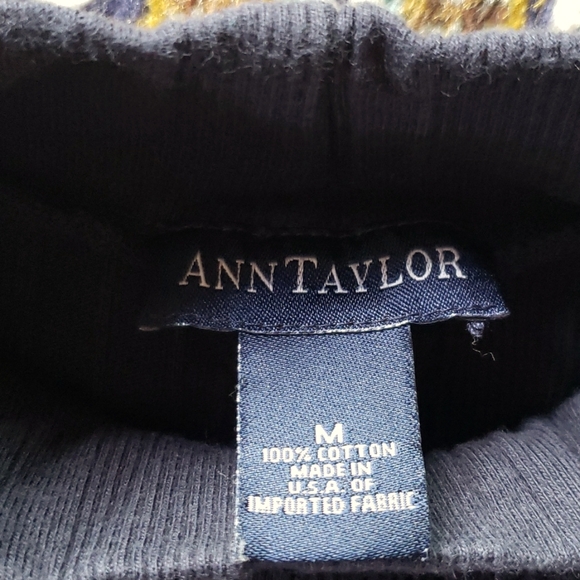 ANN TAYLOR
M
100% COTTON
MADE IN
U.S.A. OF
IMPORTED FABRIC